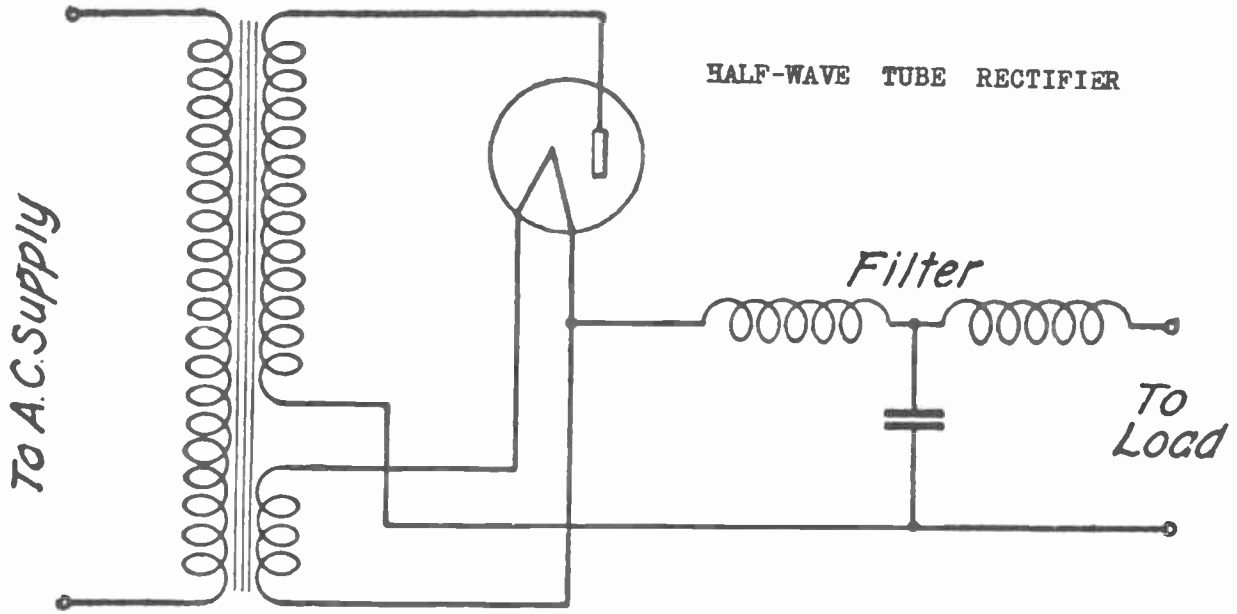 HALF-WAVE TUBE RECTIFIER
To A.C. Supply
Filter
To
Load